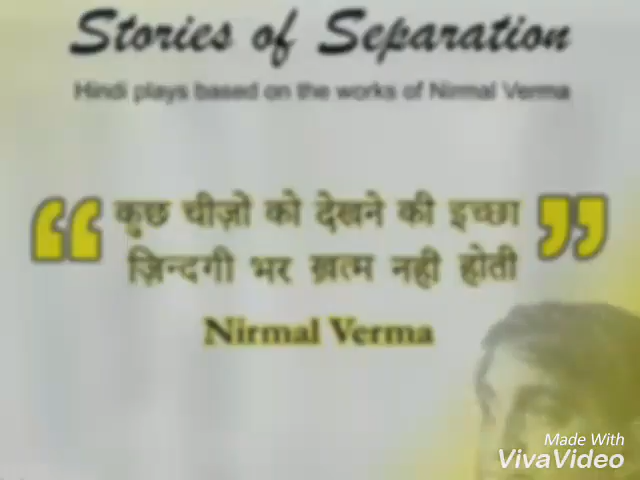 Stories of Separation
Hindi plays based on the works of Nirmal Verma
“ कुछ चीज़ो को देखने की इच्छा ”
ज़िन्दगी भर ख़त्म नही होती
Nirmal Verma
Made With
VivaVideo